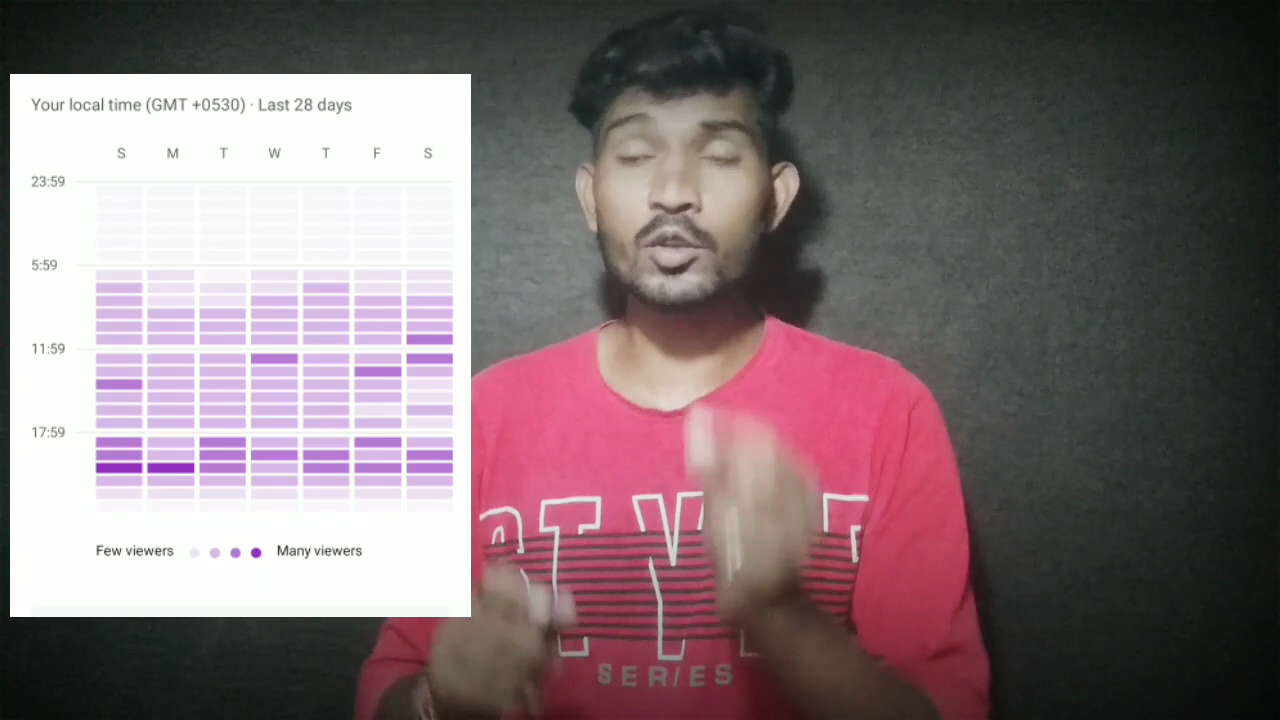 Your local time (GMT +0530) · Last 28 days
S M T W T F S
23:59
5:59
11:59
17:59
Few viewers Many viewers
SERIES